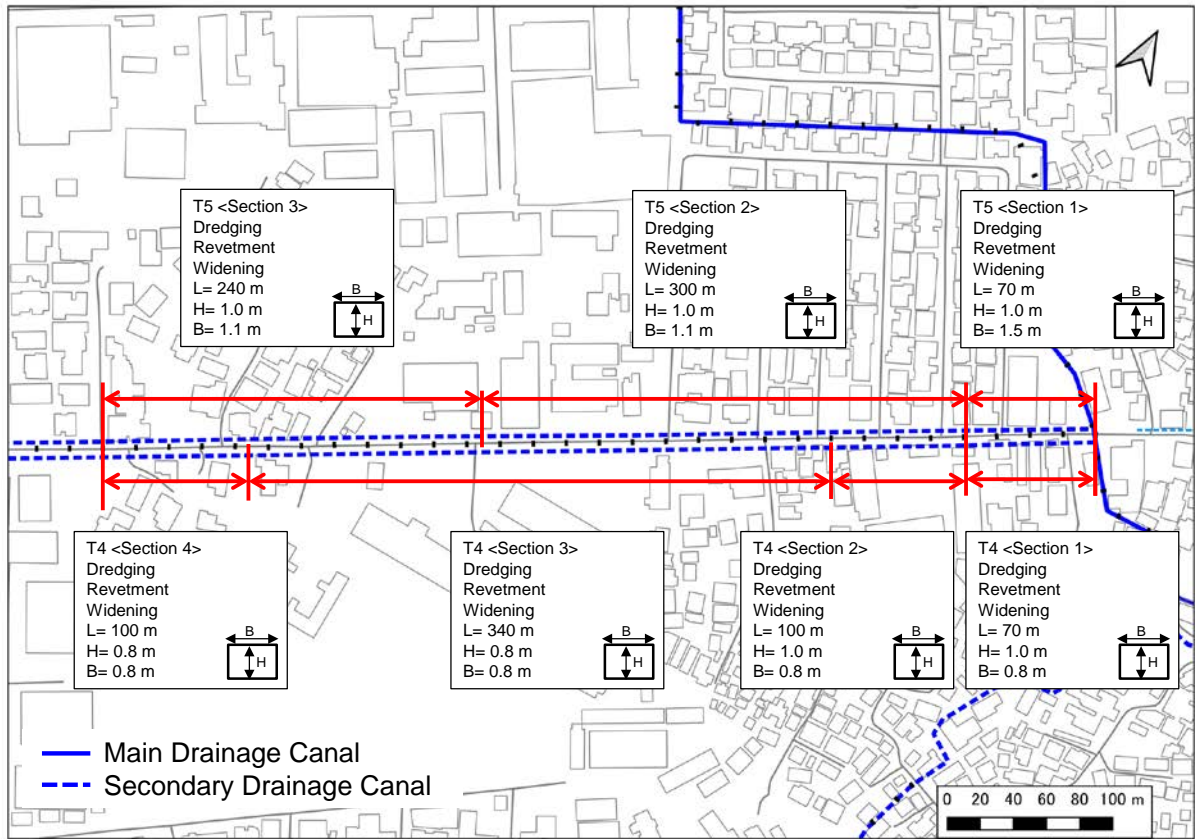 T5 <Section 3>
Dredging
Revetment
Widening
L= 240 m
H= 1.0 m
B= 1.1 m
B
H
T5 <Section 2>
Dredging
Revetment
Widening
L= 300 m
H= 1.0 m
B= 1.1 m
B
H
T5 <Section 1>
Dredging
Revetment
Widening
L= 70 m
H= 1.0 m
B= 1.5 m
B
H
T4 <Section 4>
Dredging
Revetment
Widening
L= 100 m
H= 0.8 m
B= 0.8 m
B
H
T4 <Section 3>
Dredging
Revetment
Widening
L= 340 m
H= 0.8 m
B= 0.8 m
B
H
T4 <Section 2>
Dredging
Revetment
Widening
L= 100 m
H= 1.0 m
B= 0.8 m
B
H
T4 <Section 1>
Dredging
Revetment
Widening
L= 70 m
H= 1.0 m
B= 0.8 m
B
H
Main Drainage Canal
Secondary Drainage Canal
0 20 40 60 80 100 m